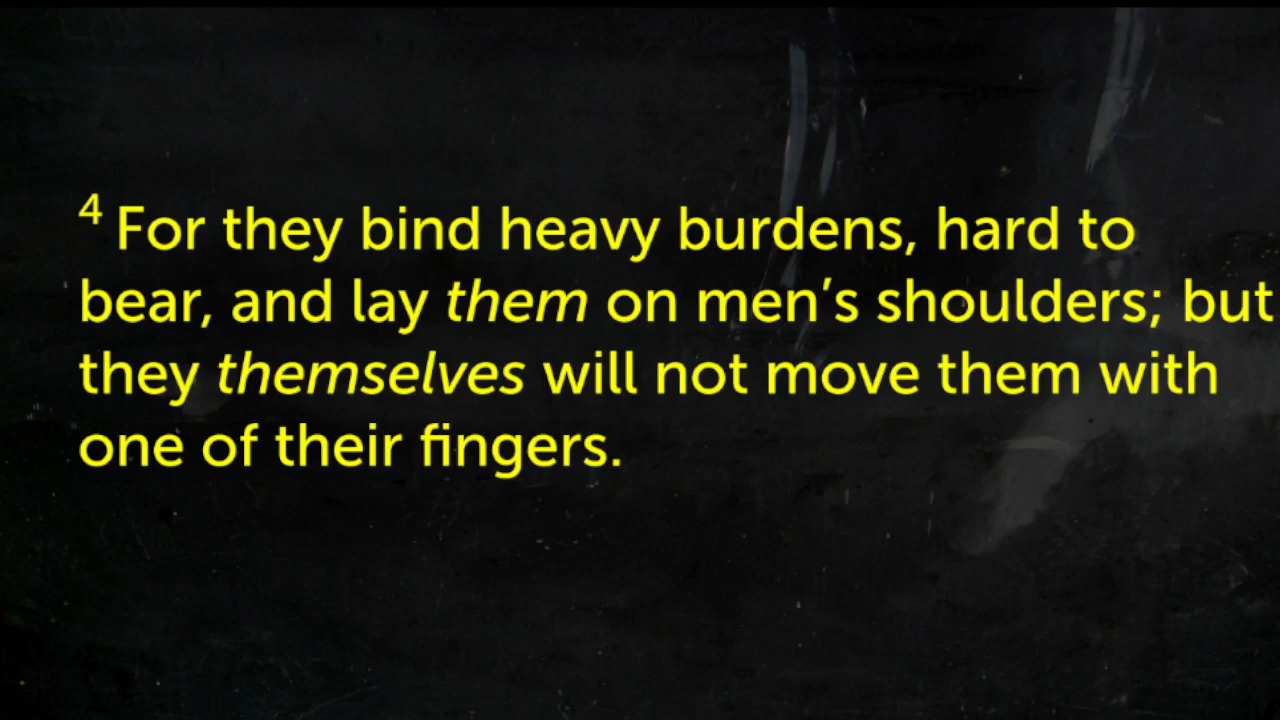 4 For they bind heavy burdens, hard to
bear, and lay them on men’s shoulders; but
they themselves will not move them with
one of their fingers.